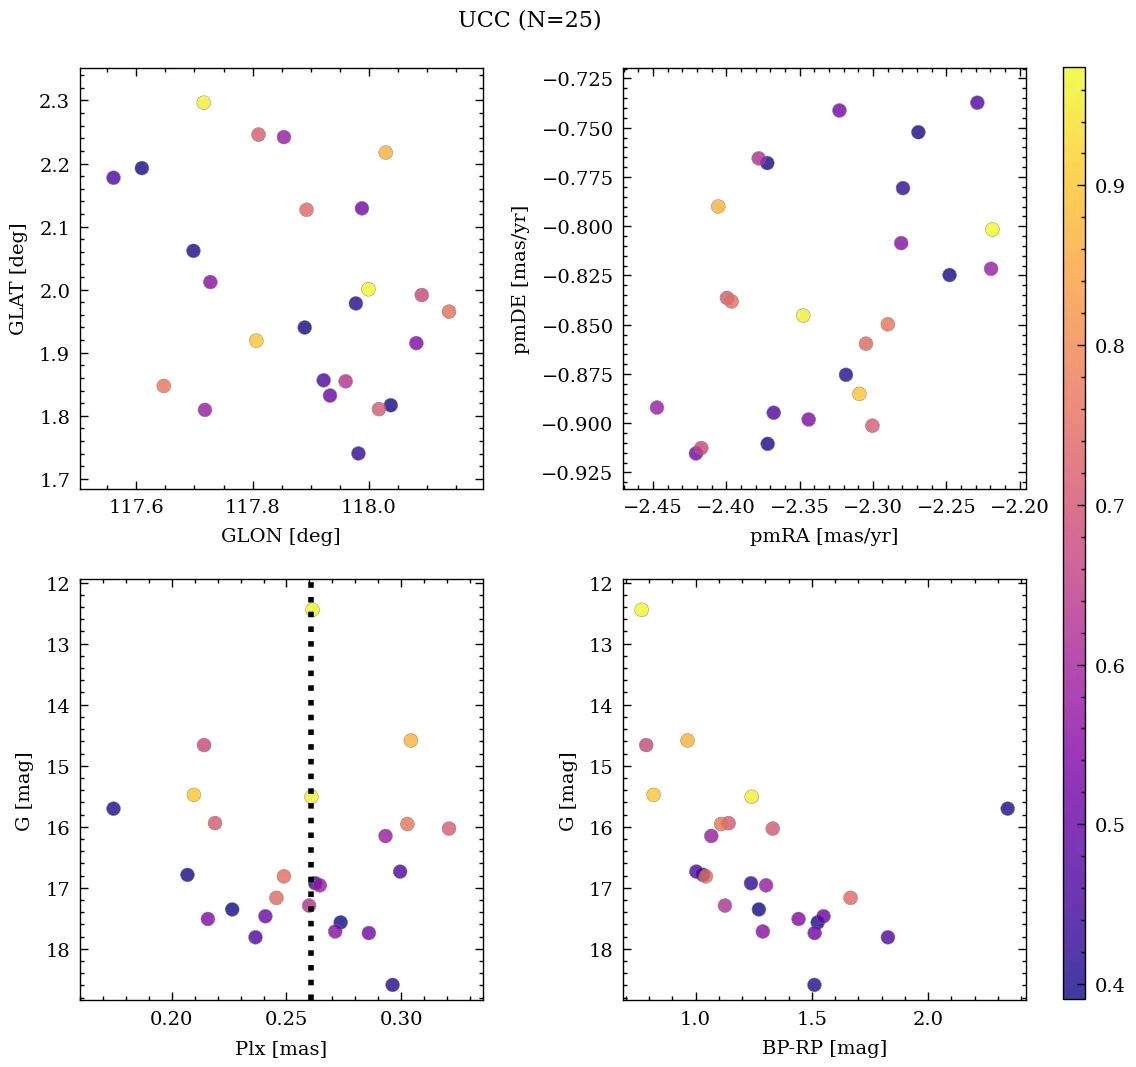 UCC (N=25)
2.3
2.2
2.1
2.0
1.9
1.8
1.7
GLAT [deg]
117.6 117.8 118.0
GLON [deg]
−0.725
−0.750
−0.775
−0.800
−0.825
−0.850
−0.875
−0.900
−0.925
pmDE [mas/yr]
−2.45 −2.40 −2.35 −2.30 −2.25 −2.20
pmRA [mas/yr]
12
13
14
15
16
17
18
G [mag]
0.20 0.25 0.30
Plx [mas]
12
13
14
15
16
17
18
G [mag]
1.0 1.5 2.0
BP-RP [mag]
0.9
0.8
0.7
0.6
0.5
0.4